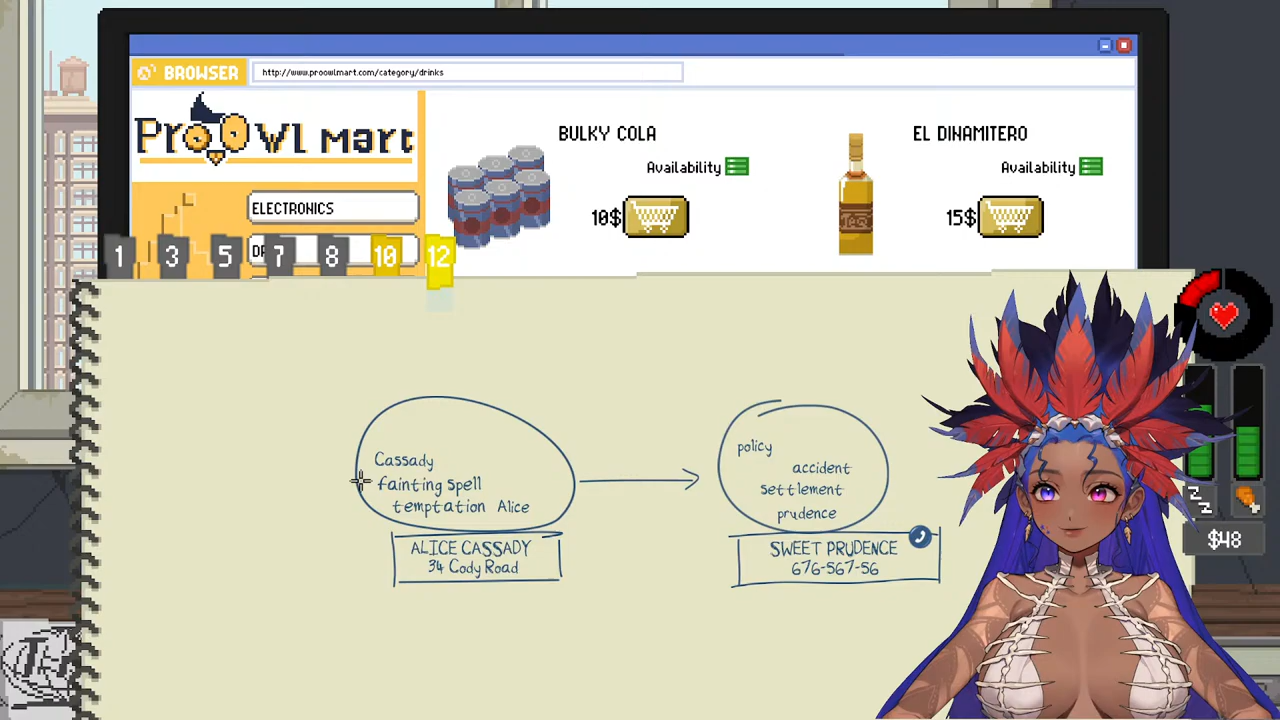 BROWSER
http://www.proowlmart.com/category/drinks
PrOOwl mart
BULKY COLA
Availability
10$
EL DINAMITERO
Availability
15$
ELECTRONICS
1 3 5 7 8 10 12
Cassady
fainting spell
temptation Alice
ALICE CASSADY
34 Cody Road
policy
accident
settlement
prudence
SWEET PRUDENCE
676-567-56
$48